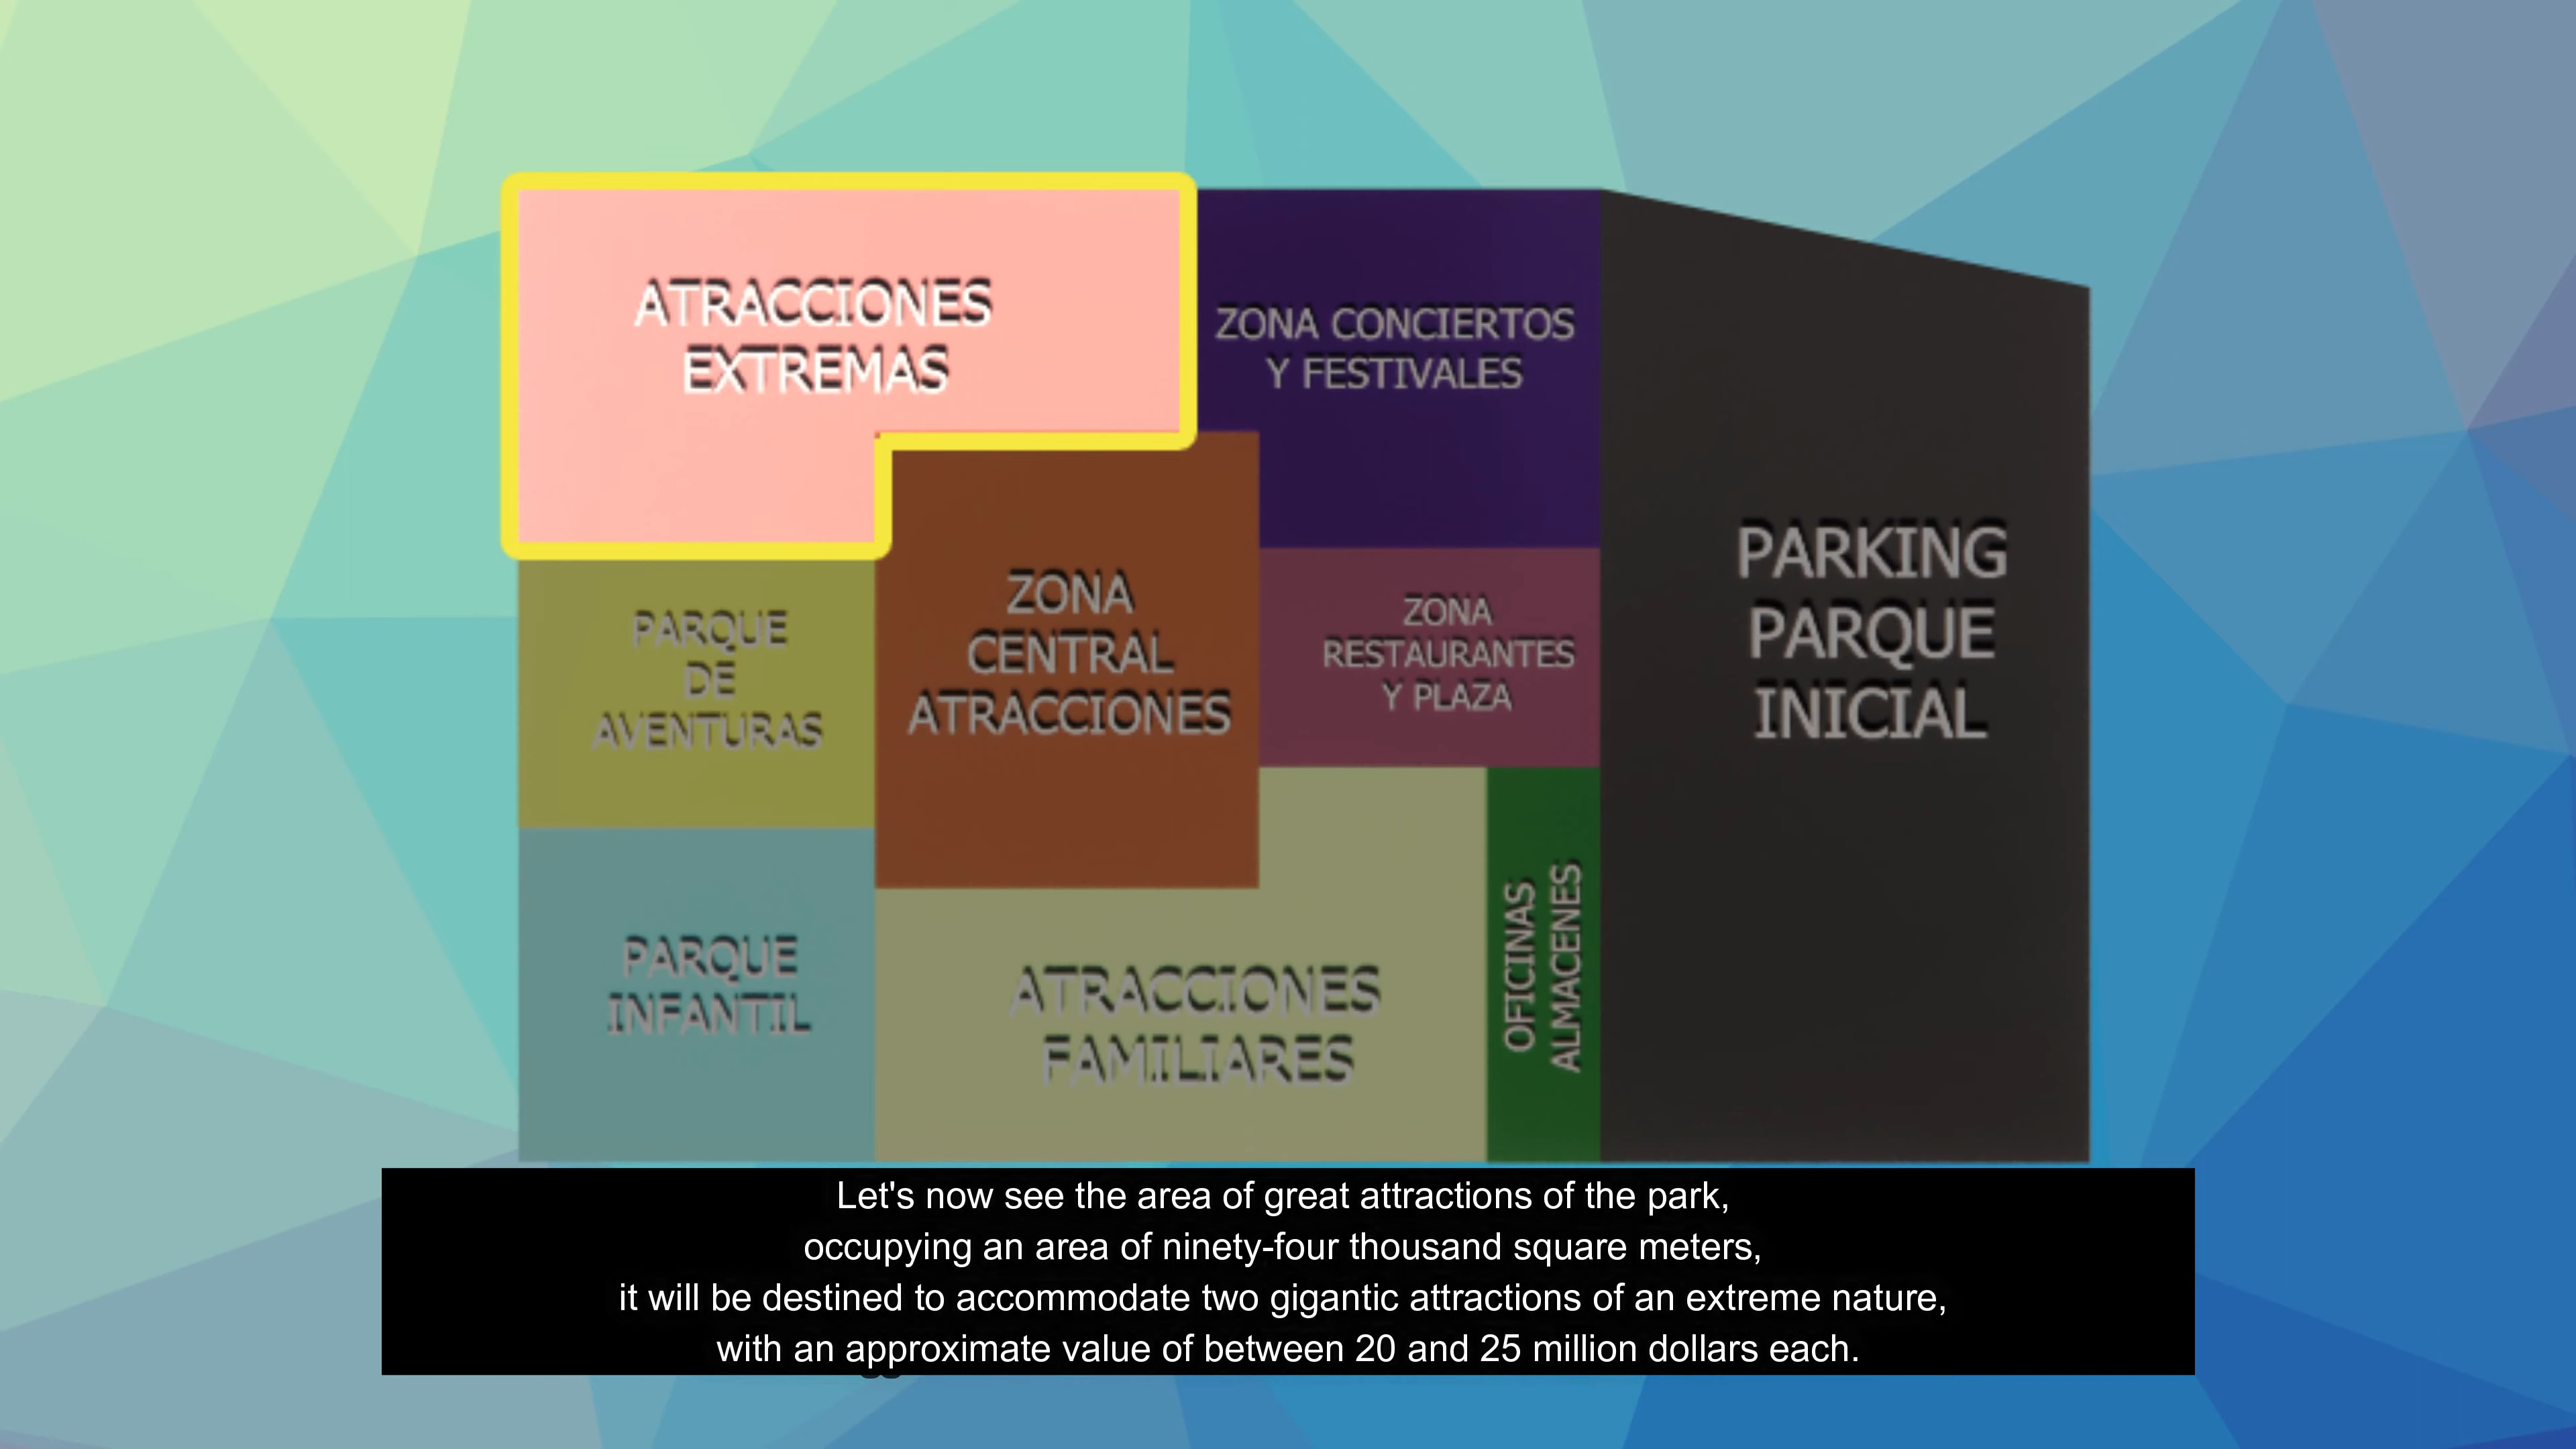 ATRACCIONES
EXTREMAS
ZONA CONCIERTOS
Y FESTIVALES
PARKING
PARQUE
INICIAL
PARQUE
DE
AVENTURAS
ZONA
CENTRAL
ATRACCIONES
ZONA
RESTAURANTES
Y PLAZA
PARQUE
INFANTIL
ATRACCIONES
FAMILIARES
OFICINAS
ALMACENES
Let's now see the area of great attractions of the park,
occupying an area of ninety-four thousand square meters,
it will be destined to accommodate two gigantic attractions of an extreme nature,
with an approximate value of between 20 and 25 million dollars each.